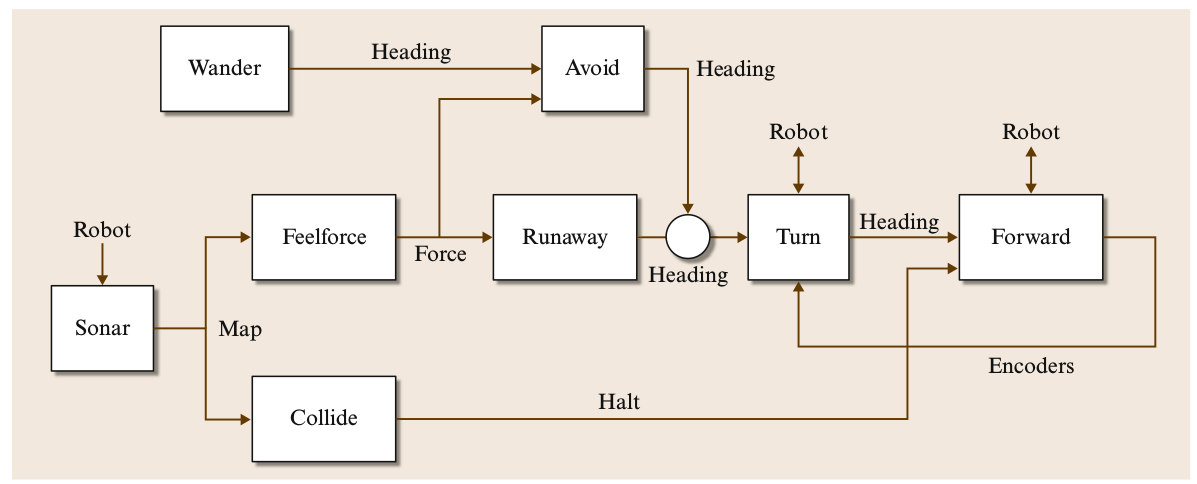 Wander
Heading
Avoid
Heading
Robot
Robot
Robot
Feelforce
Force
Runaway
Heading
Turn
Heading
Forward
Sonar
Map
Encoders
Collide
Halt